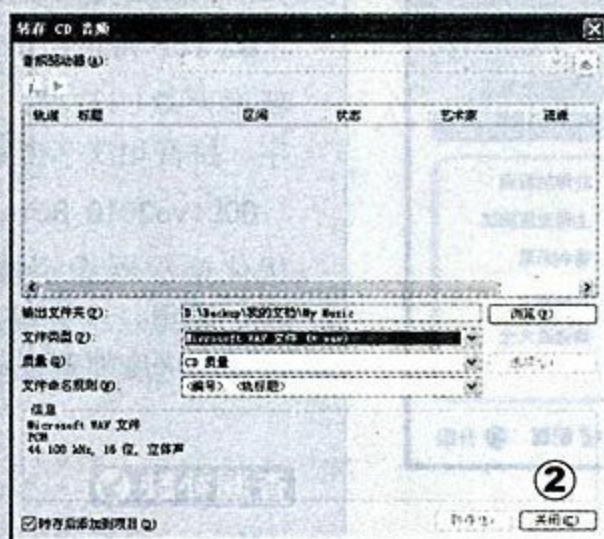 转存 CD 音频
音频驱动器(A):
轨道 标题 区间 状态 艺术家 流派
输出文件夹(O): D:\Backup\我的文档\My Music 浏览(W)
文件类型(T): Microsoft WAV 文件 (*.wav)
质量(Q): CD 质量 选项(N)
文件命名规则(F): <编号>. <轨标题>
信息
Microsoft WAV 文件
PCM
44.100 kHz, 16 位, 立体声
②
转存后添加到项目(D) 转存(R) 关闭(C)